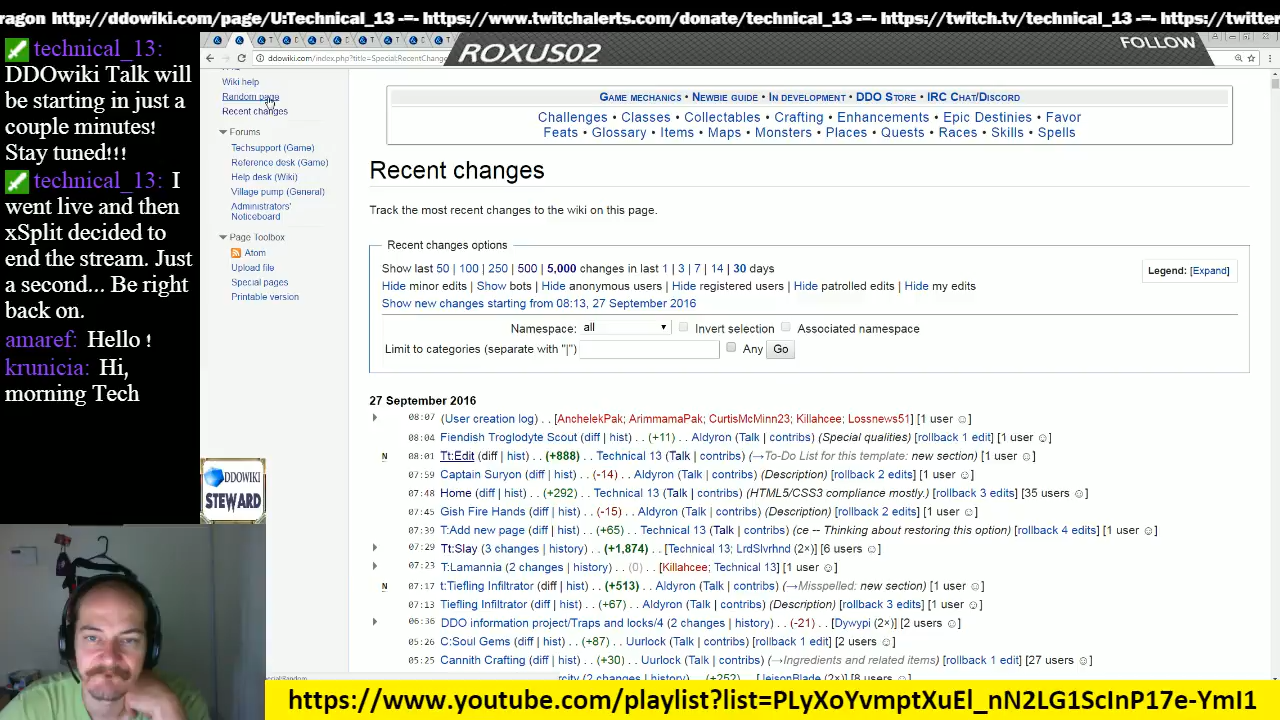 ragon http://ddowiki.com/page/U:Technical_13 -=- https://www.twitchalerts.com/donate/technical_13 -=- https://twitch.tv/technical_13 -=- https://twitter
technical_13:
DDOwiki Talk will
be starting in just a
couple minutes!
Stay tuned!!!
technical_13: I
went live and then
xSplit decided to
end the stream. Just
a second... Be right
back on.
amaref: Hello !
krunicia: Hi,
morning Tech
ROXUS02
FOLLOW
ddowiki.com/index.php?title=Special:RecentChange
Wiki help
Random page
Recent changes
Forums
Techsupport (Game)
Reference desk (Game)
Help desk (Wiki)
Village pump (General)
Administrators'
Noticeboard
Page Toolbox
Atom
Upload file
Special pages
Printable version
DDOWIKI
STEWARD
Game mechanics • Newbie guide • In development • DDO Store • IRC Chat/Discord
Challenges • Classes • Collectables • Crafting • Enhancements • Epic Destinies • Favor
Feats • Glossary • Items • Maps • Monsters • Places • Quests • Races • Skills • Spells
Recent changes
Track the most recent changes to the wiki on this page.
Recent changes options
Show last 50 | 100 | 250 | 500 | 5,000 changes in last 1 | 3 | 7 | 14 | 30 days
Legend: [Expand]
Hide minor edits | Show bots | Hide anonymous users | Hide registered users | Hide patrolled edits | Hide my edits
Show new changes starting from 08:13, 27 September 2016
Namespace: all Invert selection Associated namespace
Limit to categories (separate with "|") Any Go
27 September 2016
08:07 (User creation log) . . [AnchelekPak; ArimmamaPak; CurtisMcMinn23; Killahcee; Lossnews51] [1 user ☺]
08:04 Fiendish Troglodyte Scout (diff | hist) . . (+11) . . Aldyron (Talk | contribs) (Special qualities) [rollback 1 edit] [1 user ☺]
N 08:01 Tt:Edit (diff | hist) . . (+888) . . Technical 13 (Talk | contribs) (→To-Do List for this template: new section) [1 user ☺]
07:59 Captain Suryon (diff | hist) . . (-14) . . Aldyron (Talk | contribs) (Description) [rollback 2 edits] [1 user ☺]
07:48 Home (diff | hist) . . (+292) . . Technical 13 (Talk | contribs) (HTML5/CSS3 compliance mx...) [rollback 3 edits] [35 users ☺]
07:45 Gish Fire Hands (diff | hist) . . (-15) . . Aldyron (Talk | contribs) (Description) [rollback 2 edits] [1 user ☺]
07:39 T:Add new page (diff | hist) . . (+65) . . Technical 13 (Talk | contribs) (ce -- Thinking about restoring this option) [rollback 4 edits] [1 user ☺]
07:29 Tt:Slay (3 changes | history) . . (+1,874) . . [Technical 13; LrdSlvrhnd (2×)] [6 users ☺]
07:23 T:Lamannia (2 changes | history) . . (0) . . [Killahcee; Technical 13] [1 user ☺]
N 07:17 t:Tiefling Infiltrator (diff | hist) . . (+513) . . Aldyron (Talk | contribs) (→Misspelled: new section) [1 user ☺]
07:13 Tiefling Infiltrator (diff | hist) . . (+67) . . Aldyron (Talk | contribs) (Description) [rollback 3 edits] [1 user ☺]
06:36 DDO information project/Traps and locks/4 (2 changes | history) . . (-21) . . [Dywypi (2×)] [2 users ☺]
05:26 C:Soul Gems (diff | hist) . . (+87) . . Uurlock (Talk | contribs) [rollback 1 edit] [2 users ☺]
05:25 Cannith Crafting (diff | hist) . . (+30) . . Uurlock (Talk | contribs) (→Ingredients and related items) [rollback 1 edit] [27 users ☺]
https://www.youtube.com/playlist?list=PLyXoYvmptXuEl_nN2LG1ScInP17e-YmI1